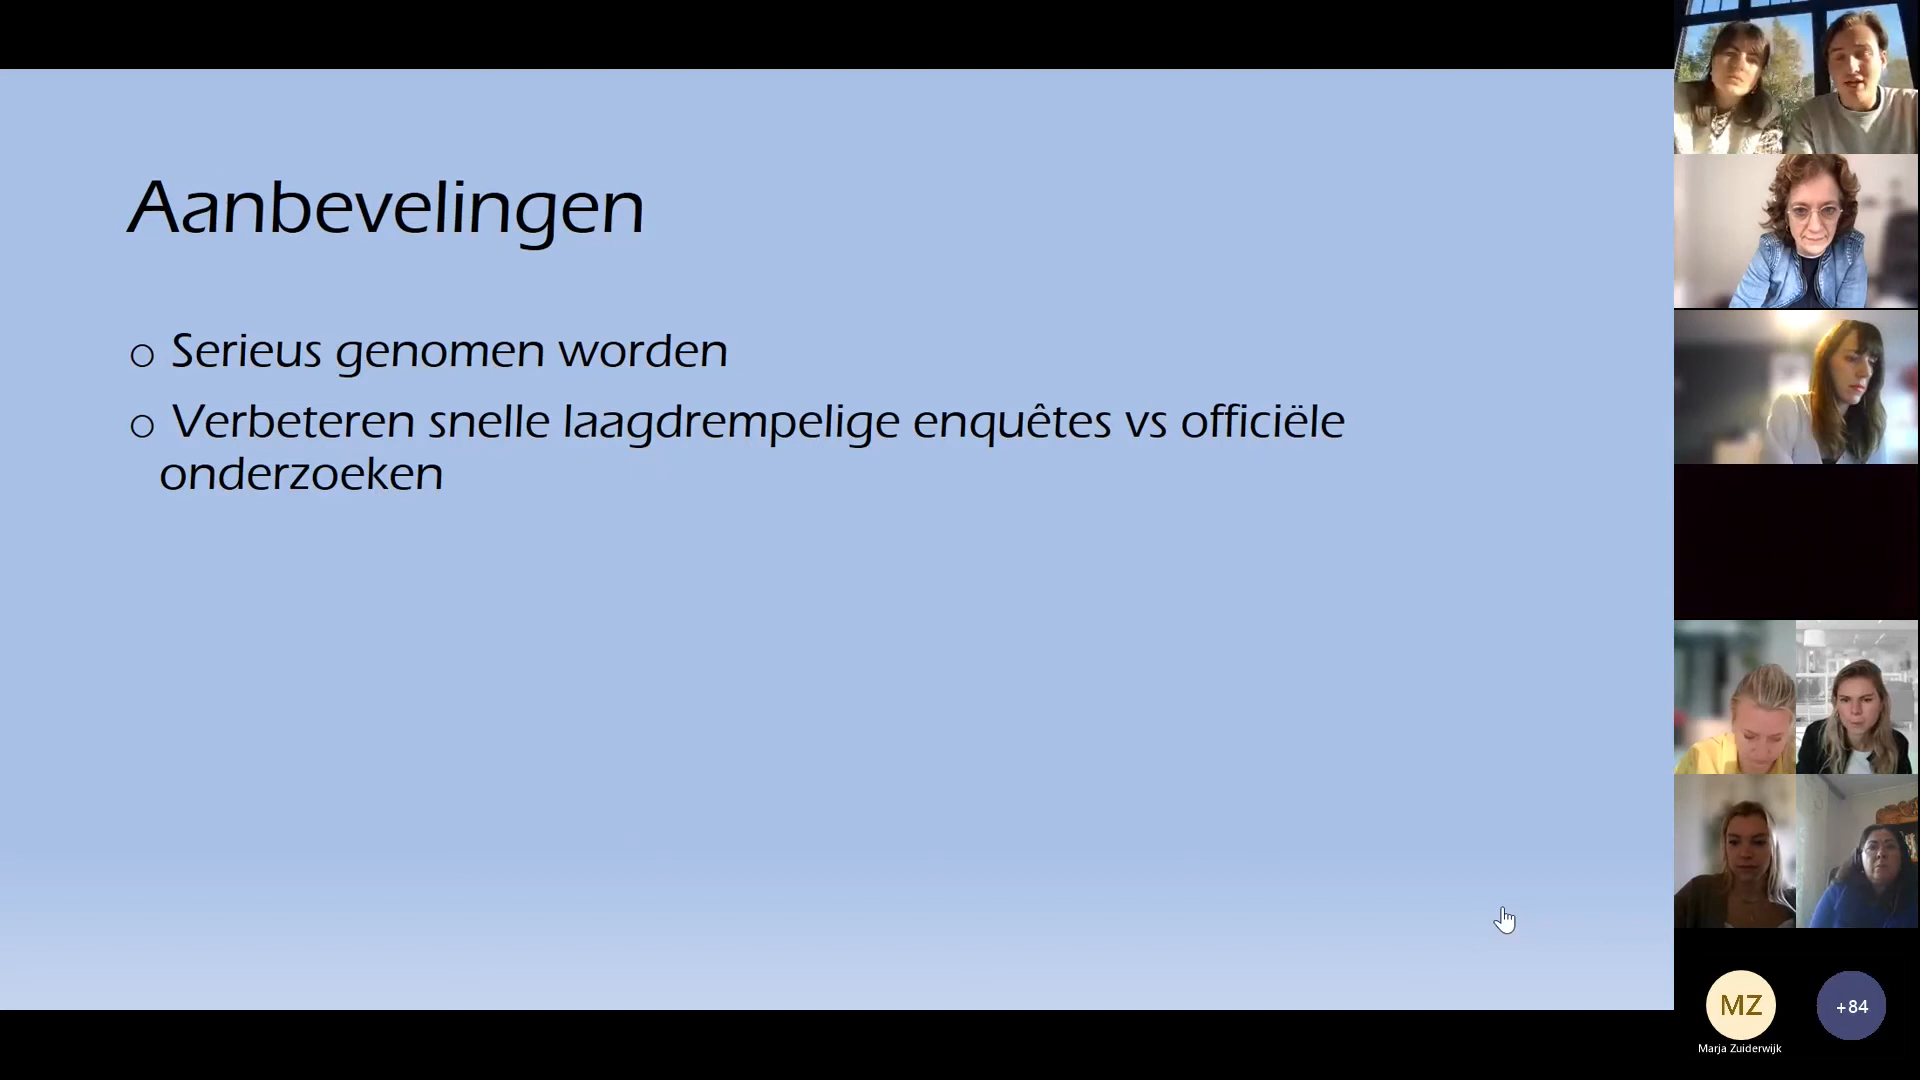 Aanbevelingen
o Serieus genomen worden
o Verbeteren snelle laagdrempelige enquêtes vs officiële
onderzoeken
MZ
+84
Marja Zuiderwijk